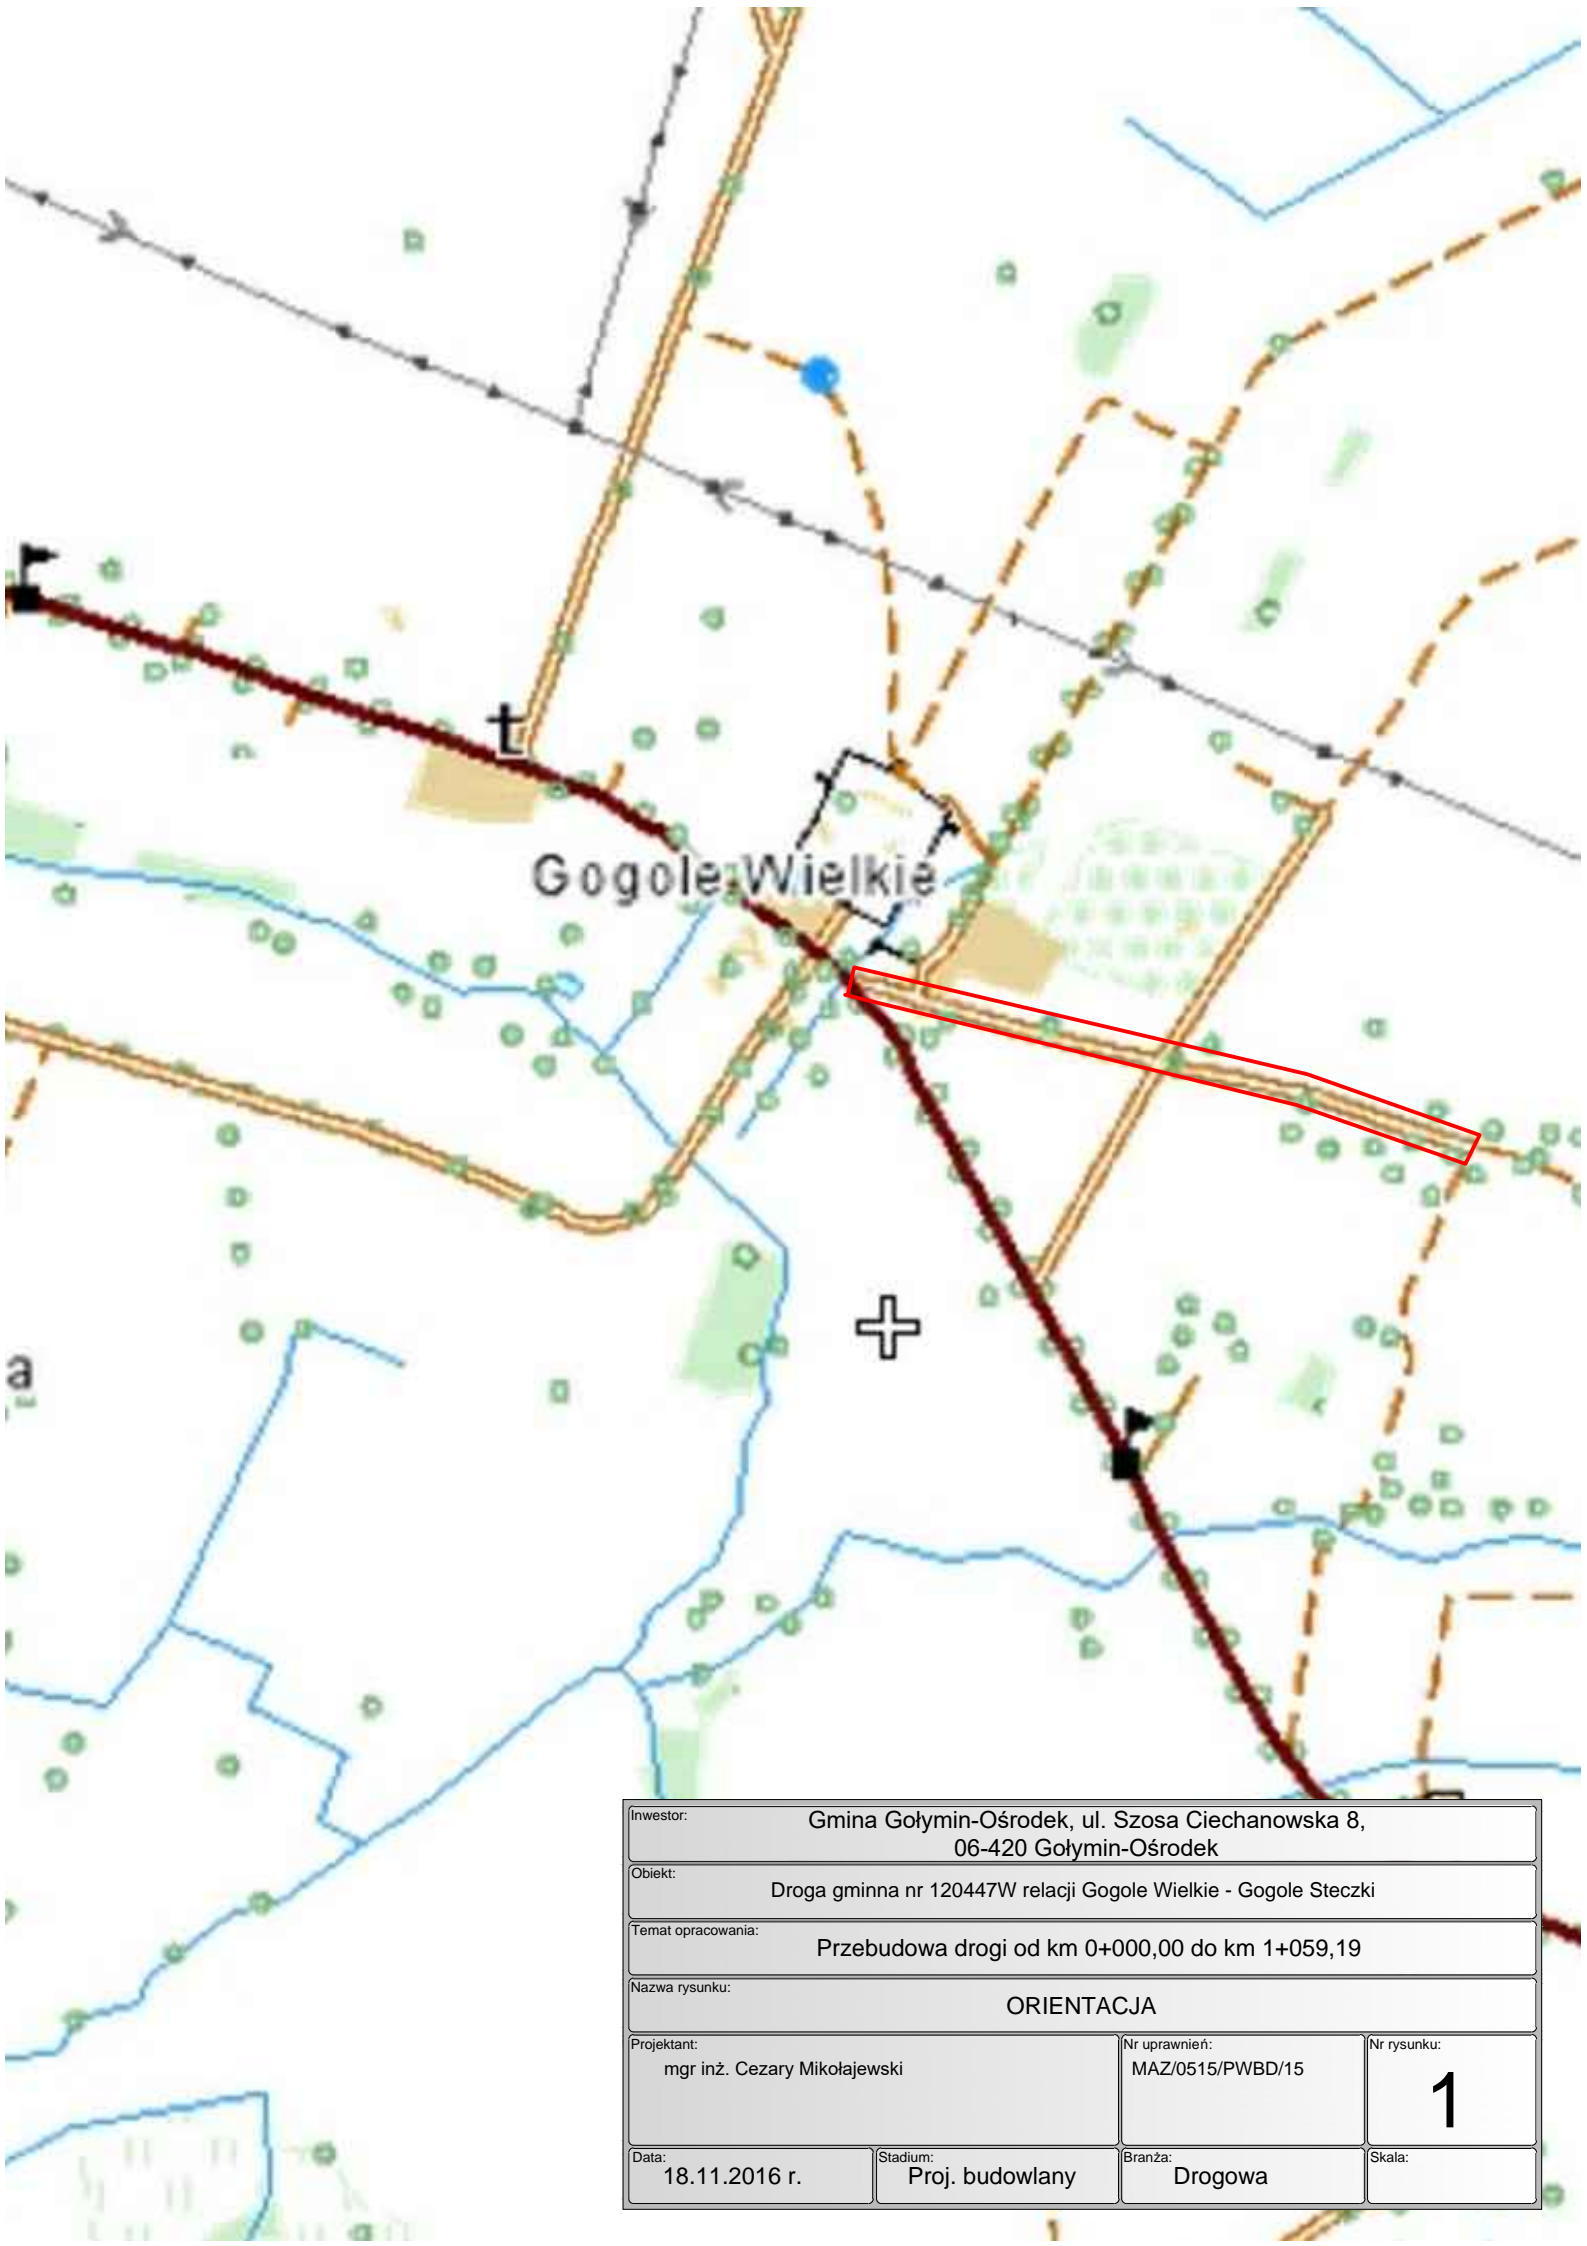 t
Gogole Wielkie
a
Inwestor:
Gmina Gołymin-Ośrodek, ul. Szosa Ciechanowska 8,
06-420 Gołymin-Ośrodek
Obiekt:
Droga gminna nr 120447W relacji Gogole Wielkie - Gogole Steczki
Temat opracowania:
Przebudowa drogi od km 0+000,00 do km 1+059,19
Nazwa rysunku:
ORIENTACJA
Projektant:
mgr inż. Cezary Mikołajewski
Nr uprawnień:
MAZ/0515/PWBD/15
Nr rysunku:
1
Data:
18.11.2016 r.
Stadium:
Proj. budowlany
Branża:
Drogowa
Skala: